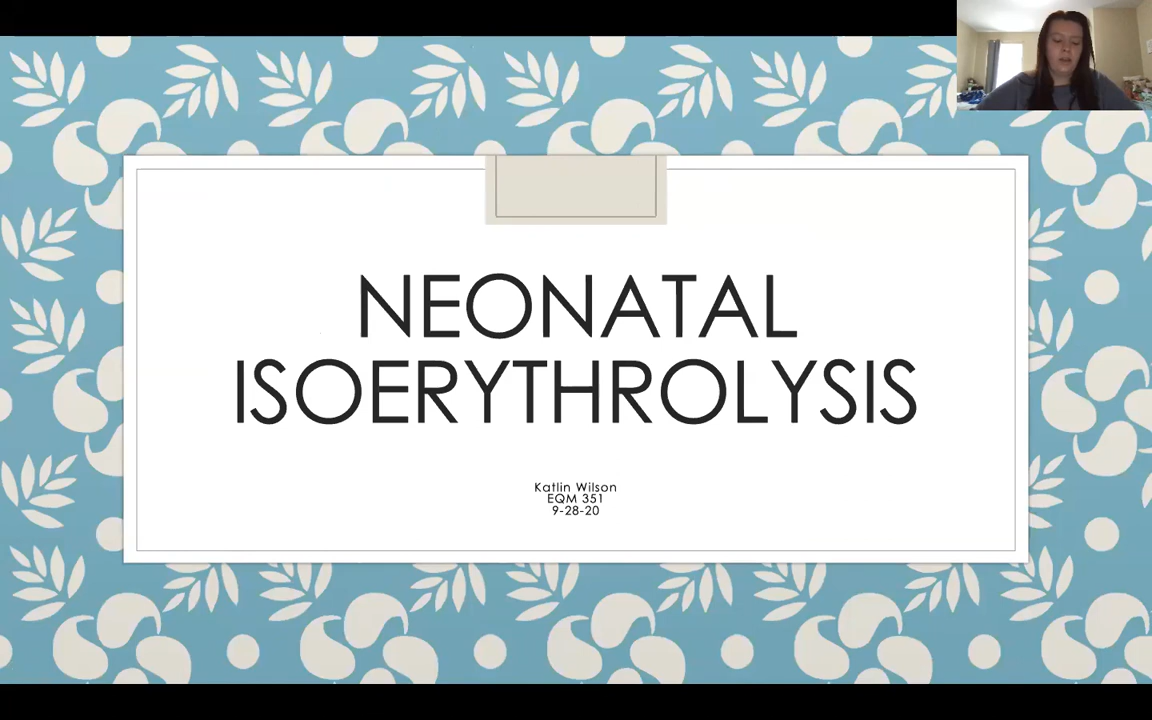 NEONATAL
ISOERYTHROLYSIS
Katlin Wilson
EQM 351
9-28-20